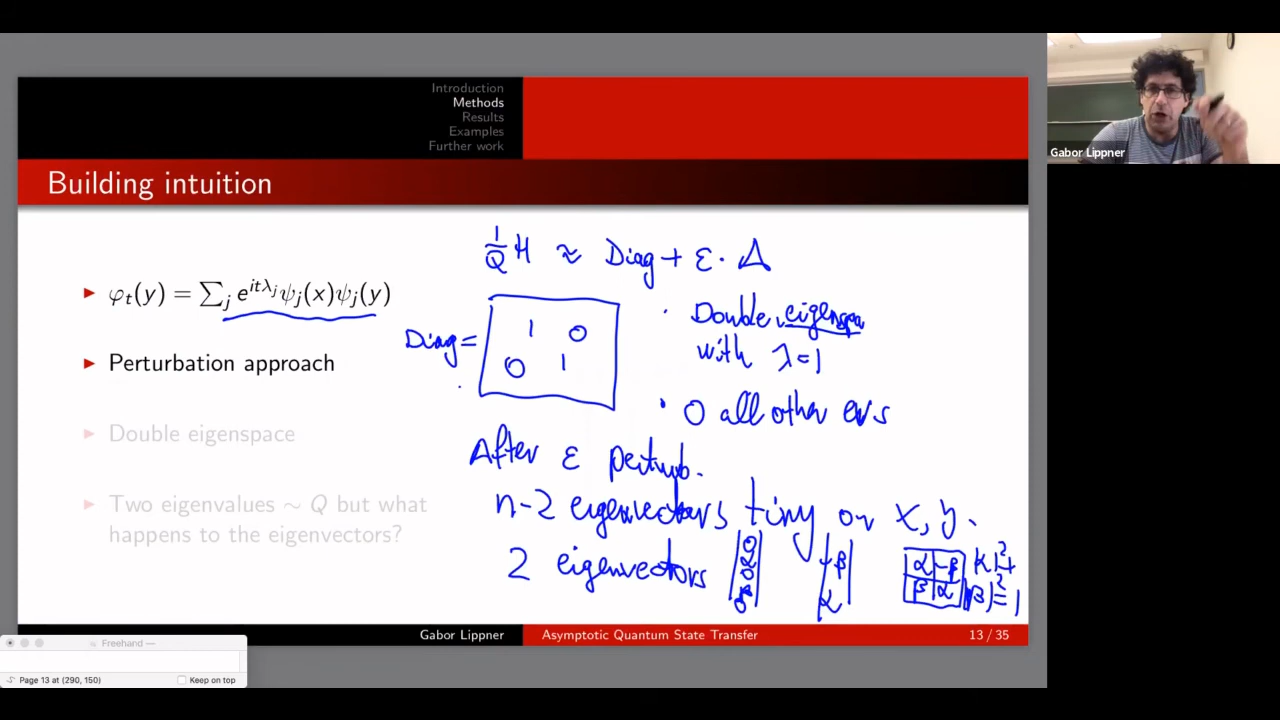 Introduction
Methods
Results
Examples
Further work
Building intuition
φ_t(y) = ∑_j e^{itλ_j} ψ_j(x)ψ_j(y)
Perturbation approach
Double eigenspace
Two eigenvalues ∼ Q but what
happens to the eigenvectors?
1/Q H ≈ Diag + ε · A
Diag =
1 0
0 1
· Double eigenspa
with λ=1
· 0 all other evs
After ε perturb.
n-2 eigenvectors tiny on x, y.
2 eigenvectors
α -β
β α
|α|²+
|β|²=1
Gabor Lippner
Asymptotic Quantum State Transfer
13 / 35
Gabor Lippner
Freehand —
Page 13 at (290, 150)
Keep on top